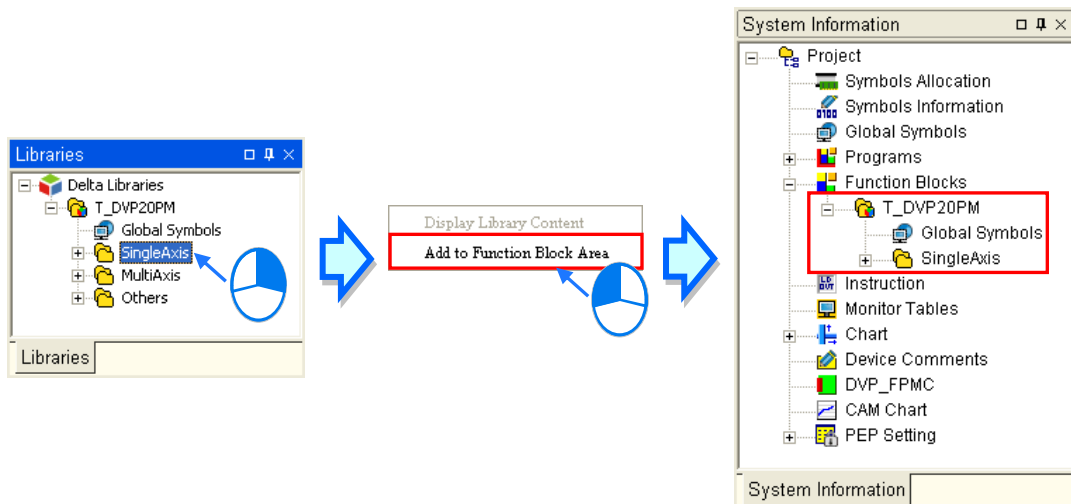 Libraries
Delta Libraries
T_DVP20PM
Global Symbols
SingleAxis
MultiAxis
Others
Libraries
Display Library Content
Add to Function Block Area
System Information
Project
Symbols Allocation
Symbols Information
Global Symbols
Programs
Function Blocks
T_DVP20PM
Global Symbols
SingleAxis
Instruction
Monitor Tables
Chart
Device Comments
DVP_FPMC
CAM Chart
PEP Setting
System Information